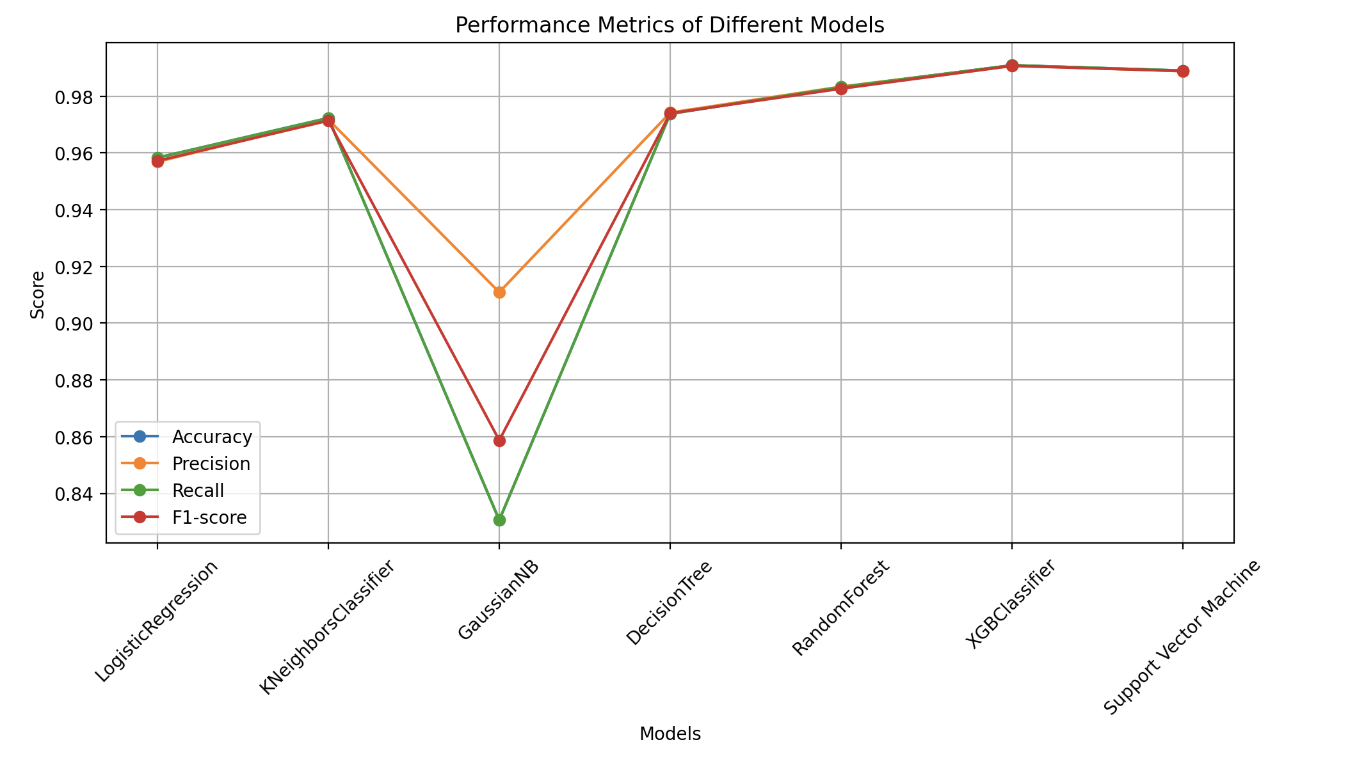 Performance Metrics of Different Models
Score
0.98
0.96
0.94
0.92
0.90
0.88
0.86
0.84
Accuracy
Precision
Recall
F1-score
LogisticRegression
KNeighborsClassifier
GaussianNB
DecisionTree
RandomForest
XGBClassifier
Support Vector Machine
Models